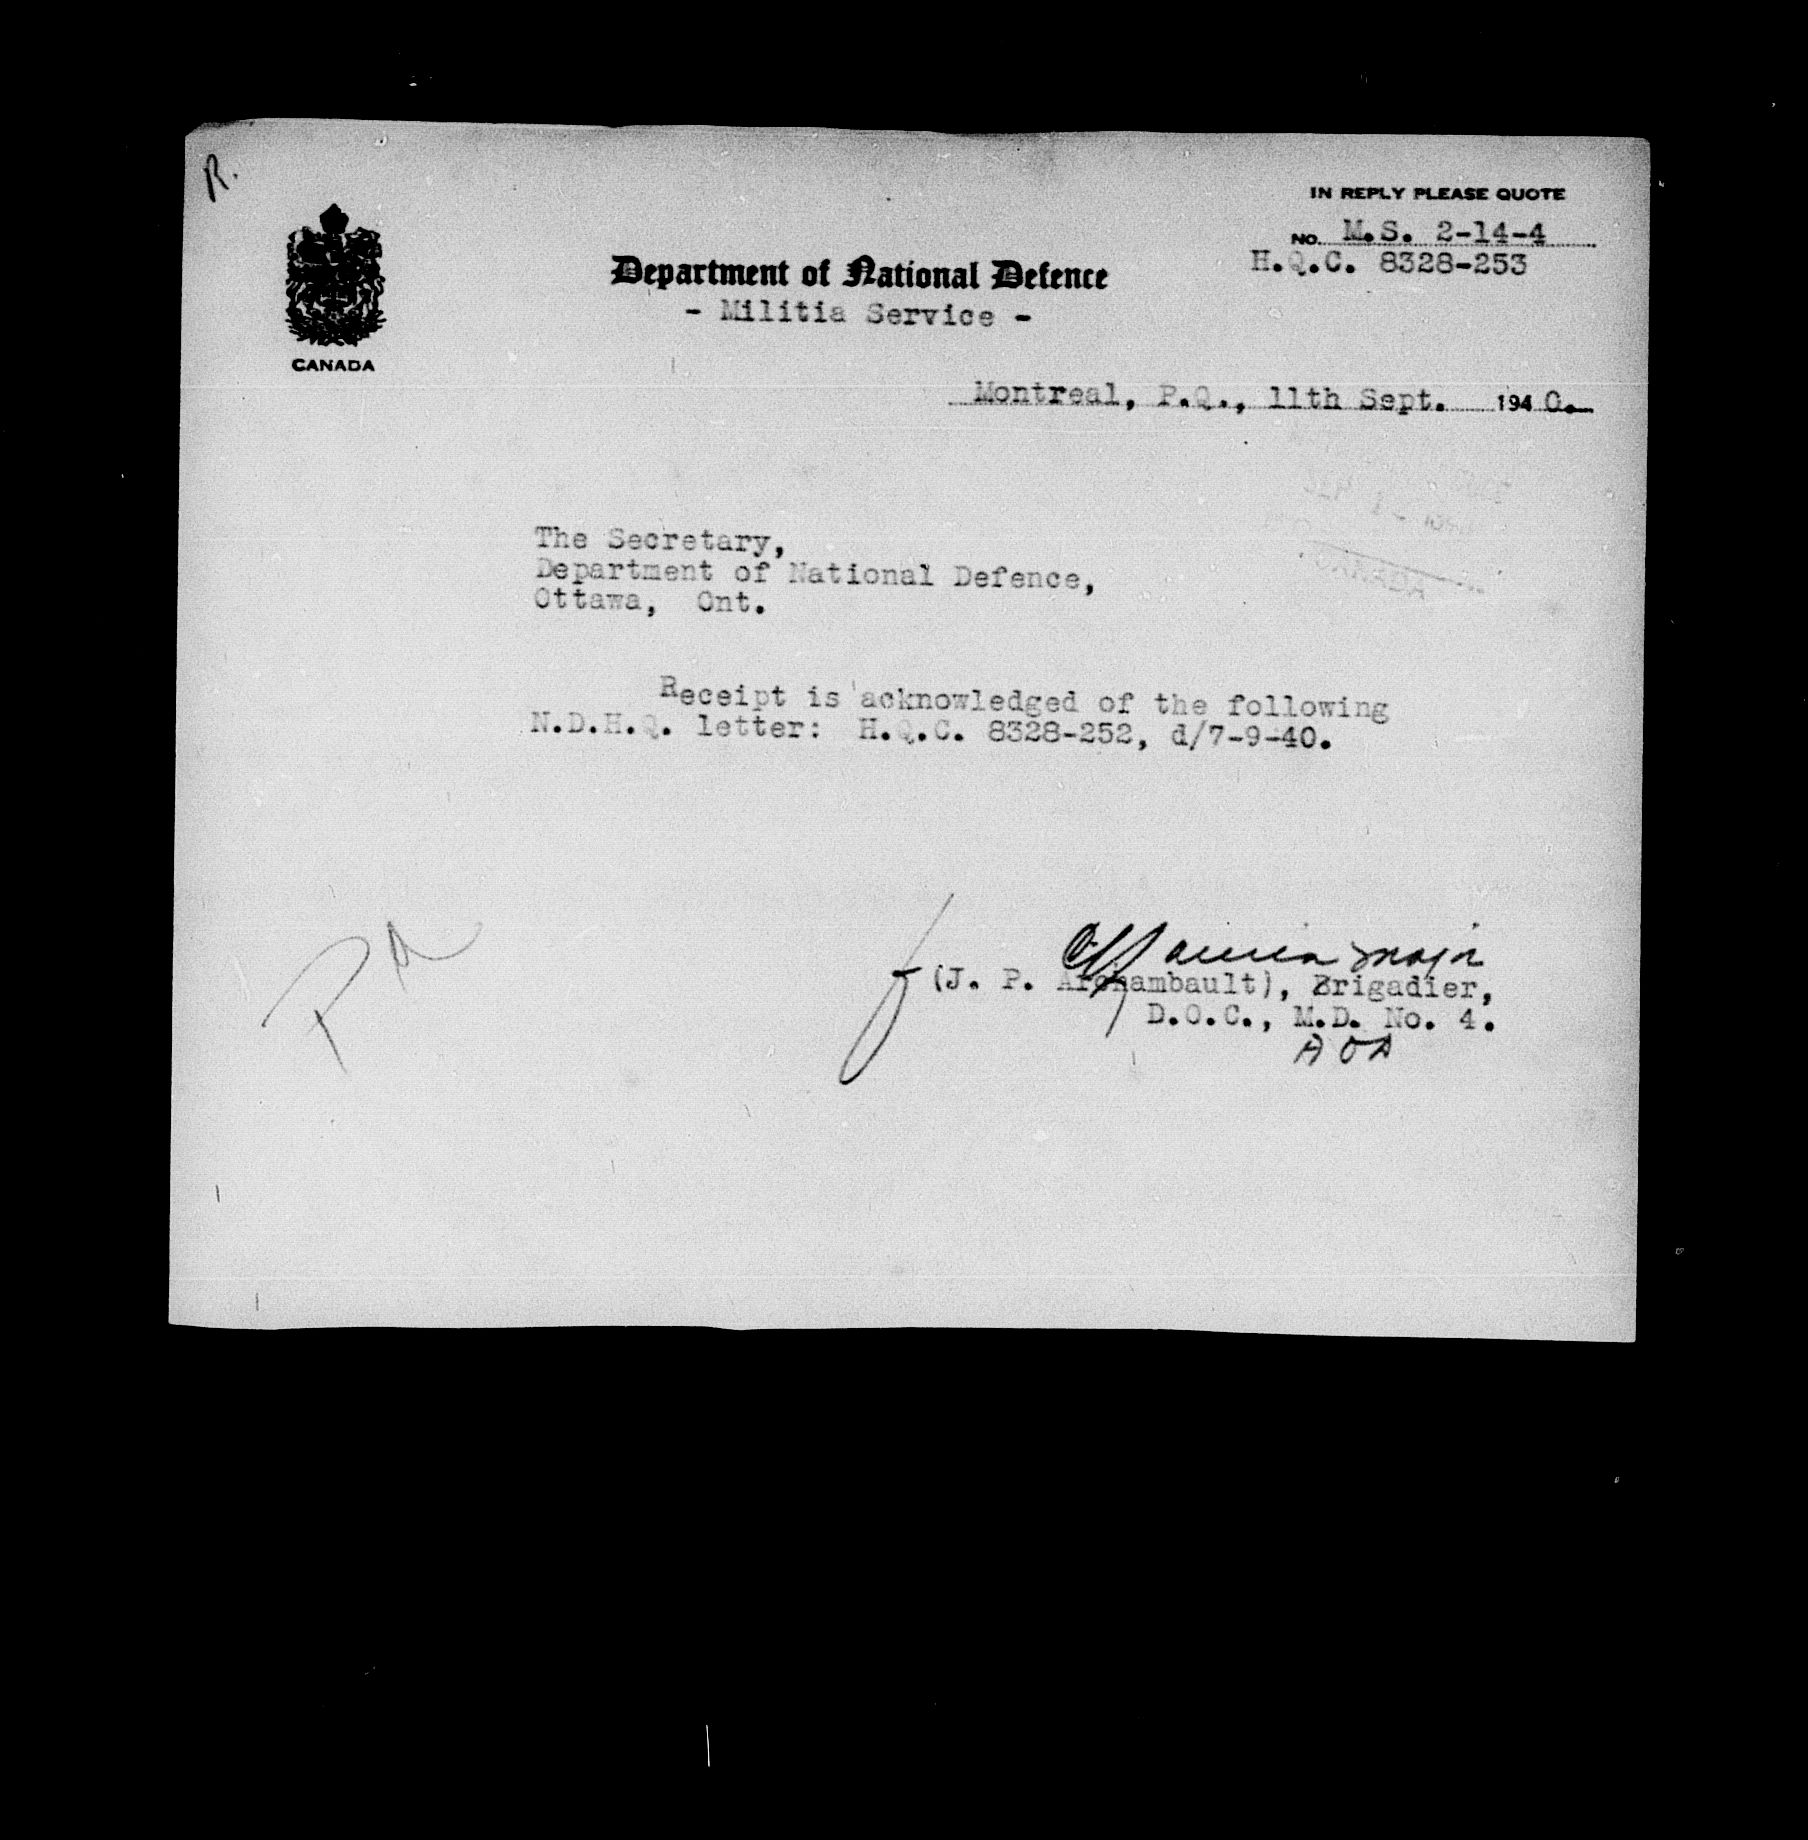 R.
IN REPLY PLEASE QUOTE
No. M.S. 2-14-4
H.Q.C. 8328-253
Department of National Defence
- Militia Service -
CANADA
Montreal, P.Q., 11th Sept. 1940.
The Secretary,
Department of National Defence,
Ottawa, Ont.
Receipt is acknowledged of the following
N.D.H.Q. letter: H.Q.C. 8328-252, d/7-9-40.
PA
Major
(J. P. Archambault), Brigadier,
D.O.C., M.D. No. 4.